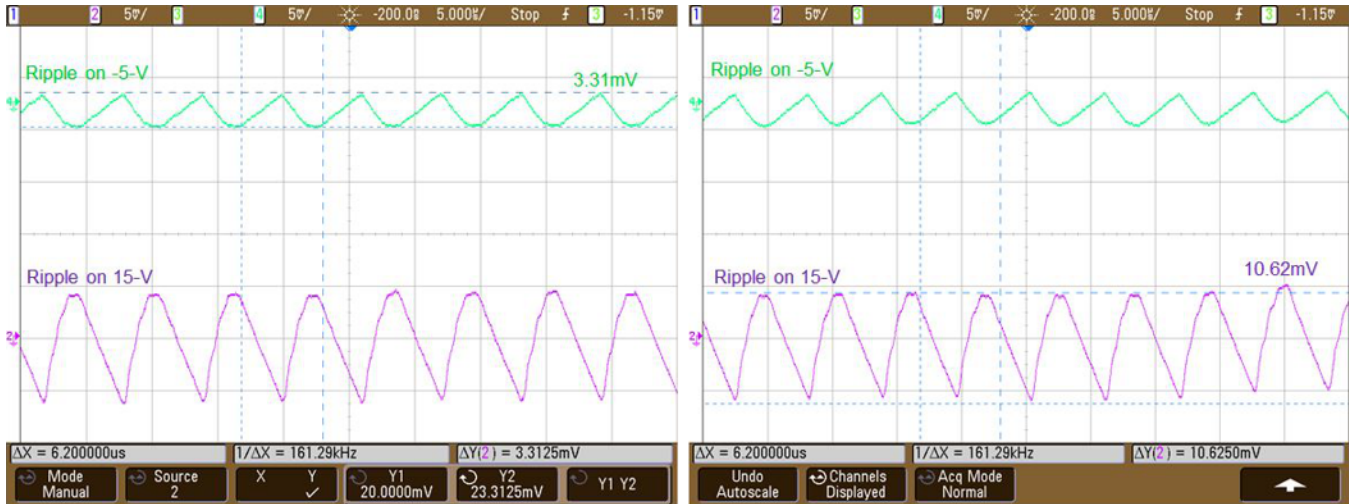 1 2 5V/ 3 4 5V/ -200.0s 5.000s/ Stop 3 -1.15V
Ripple on -5-V
3.31mV
4
Ripple on 15-V
2
ΔX = 6.200000us 1/ΔX = 161.29kHz ΔY(2) = 3.3125mV
Mode Source X Y Y1 Y2 Y1 Y2
Manual 2 ✓ 20.0000mV 23.3125mV
1 2 5V/ 3 4 5V/ -200.0s 5.000s/ Stop 3 -1.15V
Ripple on -5-V
4
Ripple on 15-V
10.62mV
2
ΔX = 6.200000us 1/ΔX = 161.29kHz ΔY(2) = 10.6250mV
Undo Channels Acq Mode
Autoscale Displayed Normal